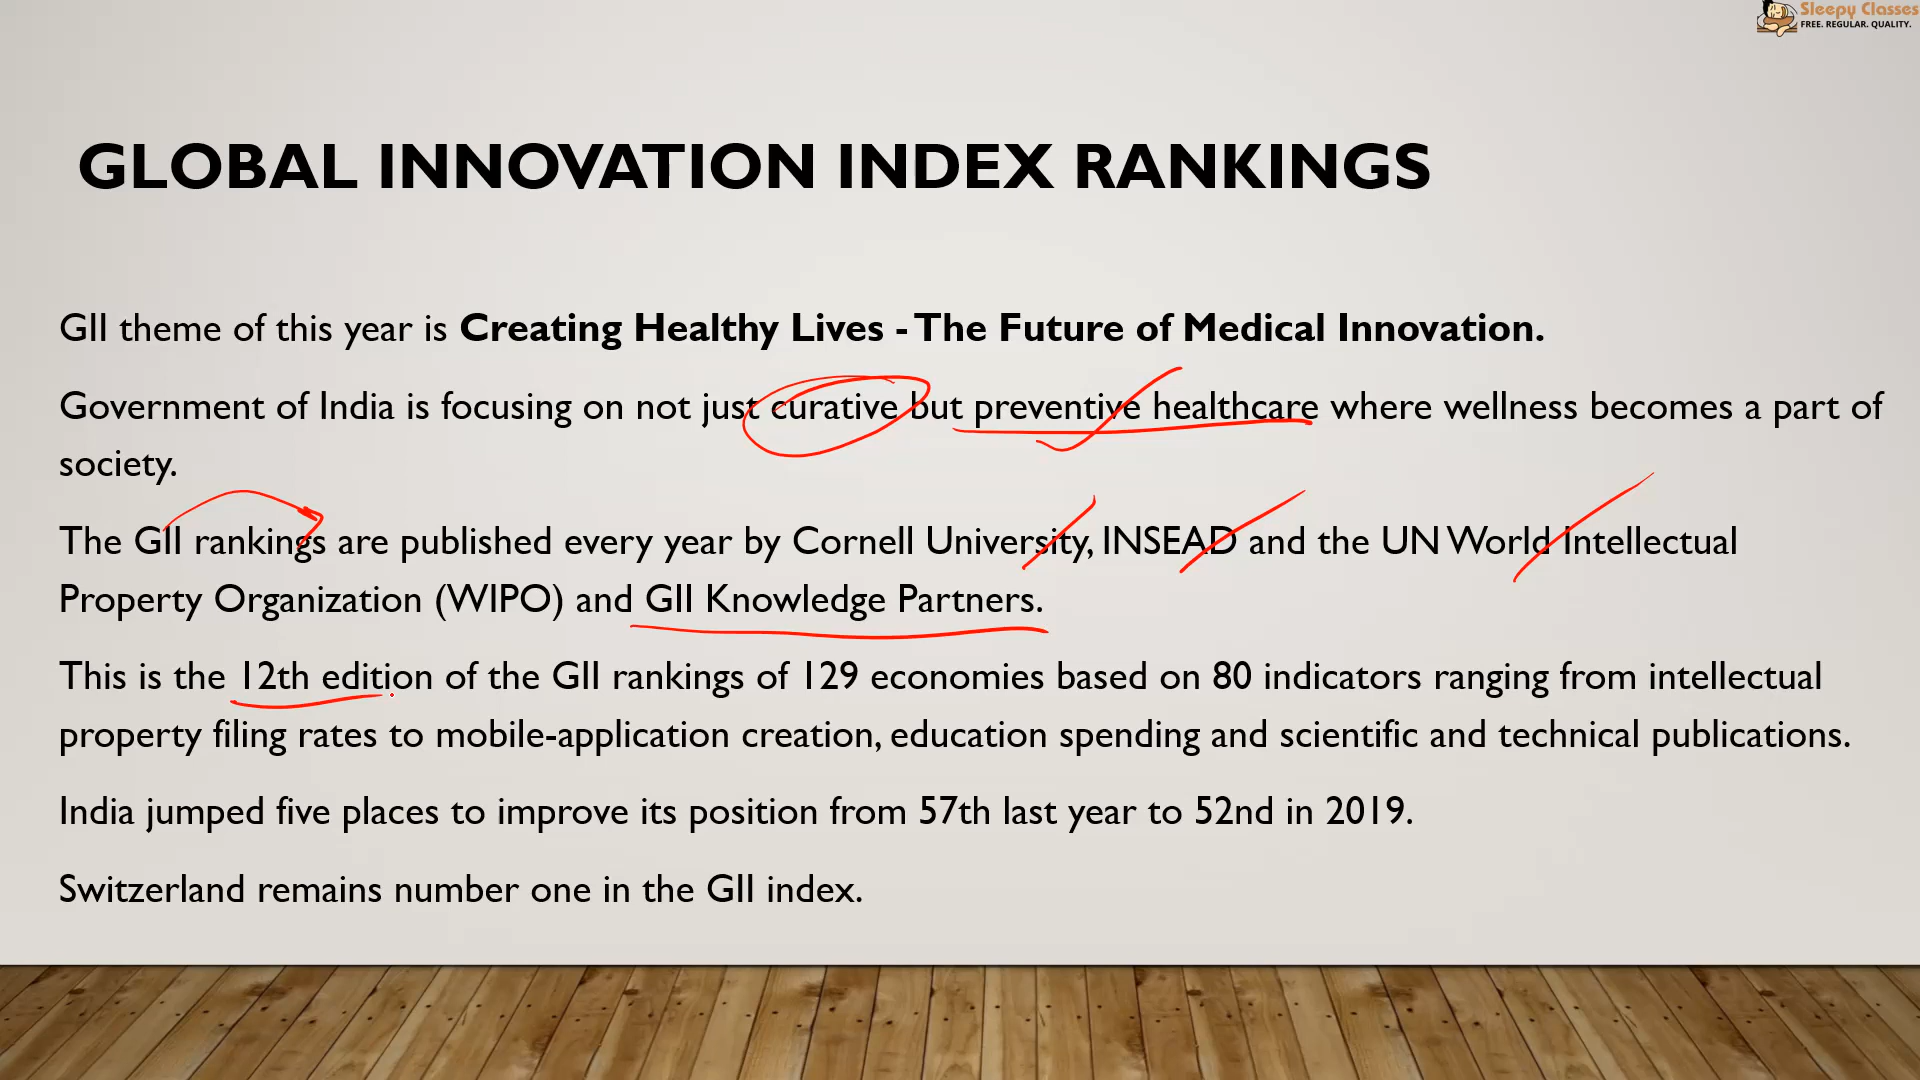 Sleepy Classes
FREE. REGULAR. QUALITY.
GLOBAL INNOVATION INDEX RANKINGS
GII theme of this year is Creating Healthy Lives - The Future of Medical Innovation.
Government of India is focusing on not just curative but preventive healthcare where wellness becomes a part of
society.
The GII rankings are published every year by Cornell University, INSEAD and the UN World Intellectual
Property Organization (WIPO) and GII Knowledge Partners.
This is the 12th edition of the GII rankings of 129 economies based on 80 indicators ranging from intellectual
property filing rates to mobile-application creation, education spending and scientific and technical publications.
India jumped five places to improve its position from 57th last year to 52nd in 2019.
Switzerland remains number one in the GII index.